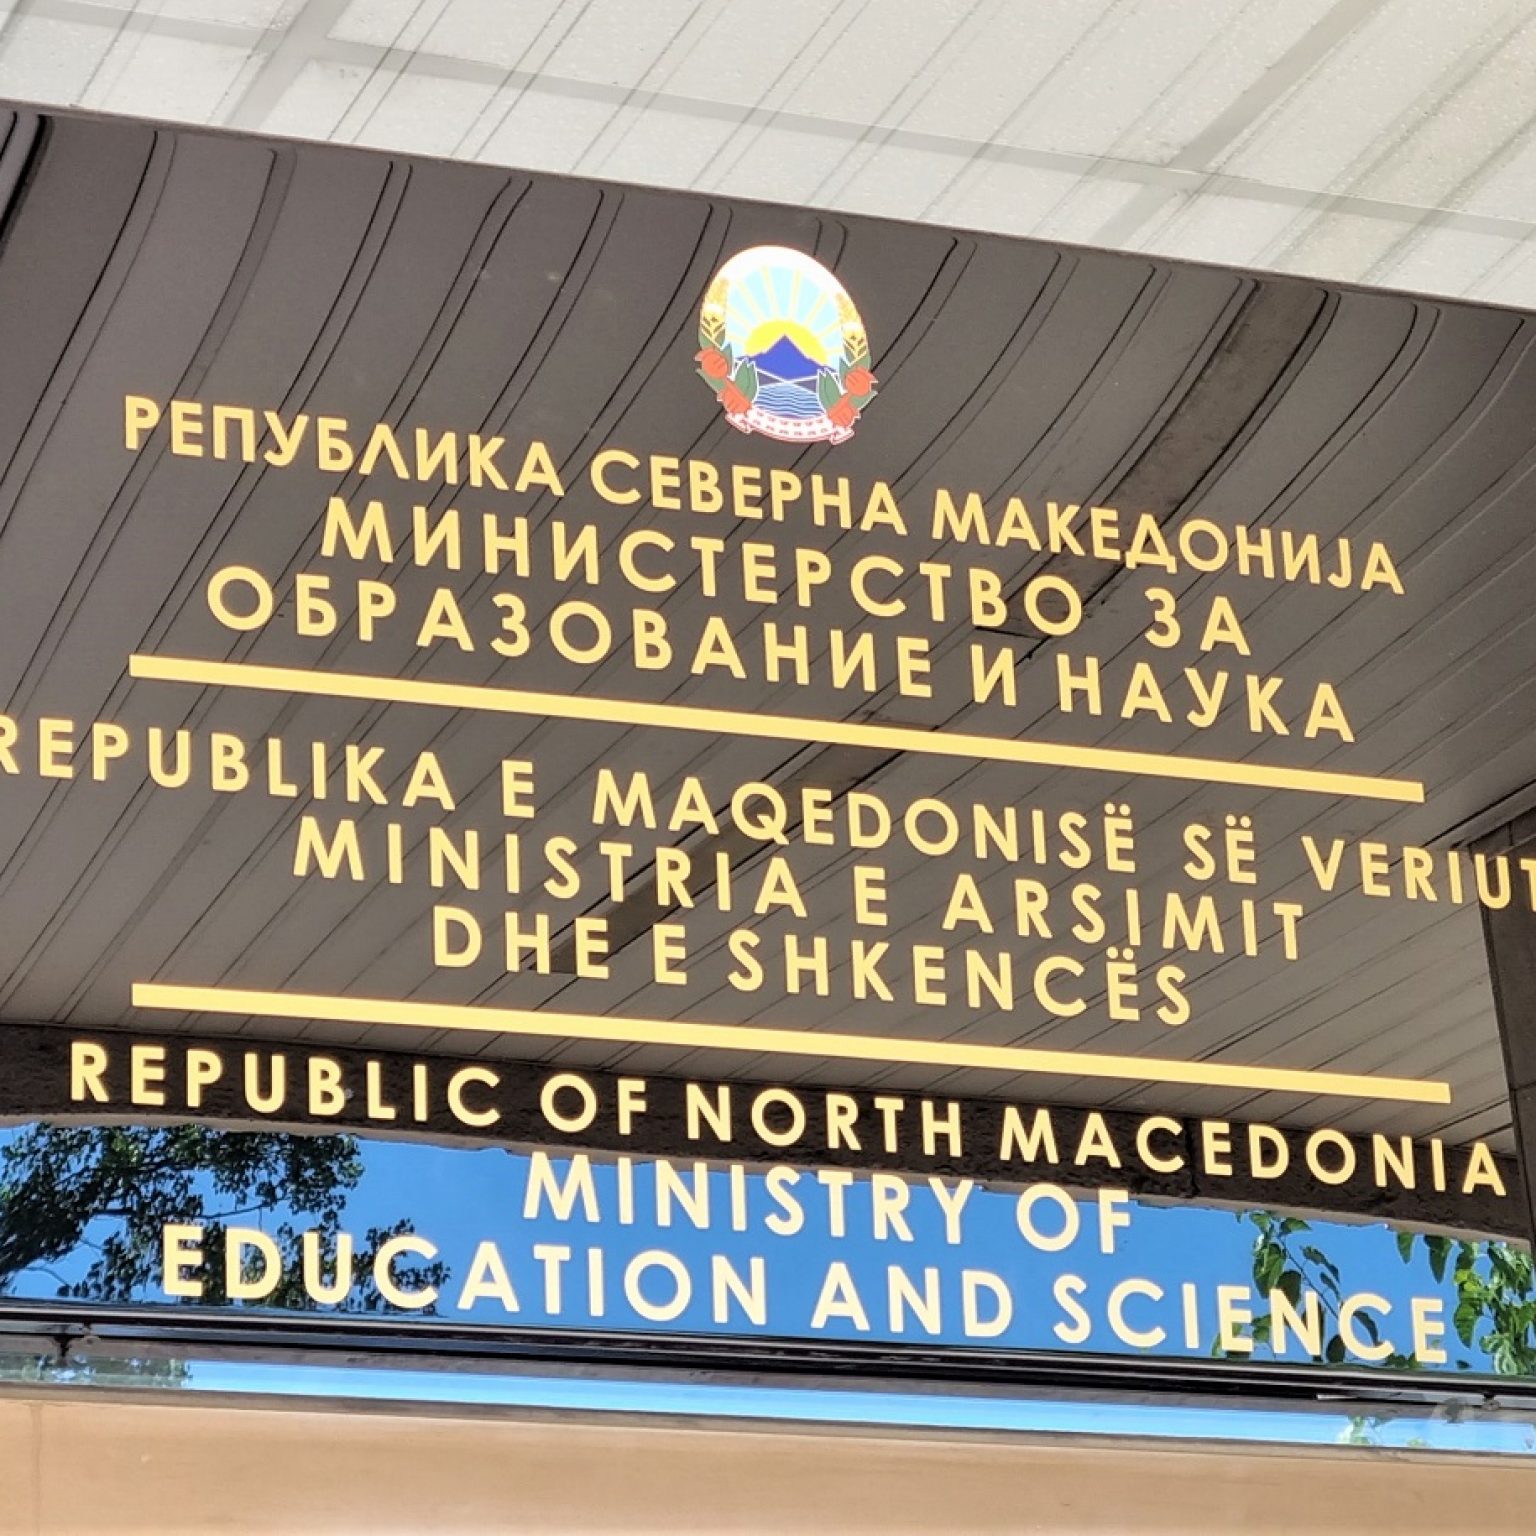 РЕПУБЛИКА СЕВЕРНА МАКЕДОНИЈА
МИНИСТЕРСТВО ЗА
ОБРАЗОВАНИЕ И НАУКА
REPUBLIKA E MAQEDONISË SË VERIUT
MINISTRIA E ARSIMIT
DHE E SHKENCËS
REPUBLIC OF NORTH MACEDONIA
MINISTRY OF
EDUCATION AND SCIENCE